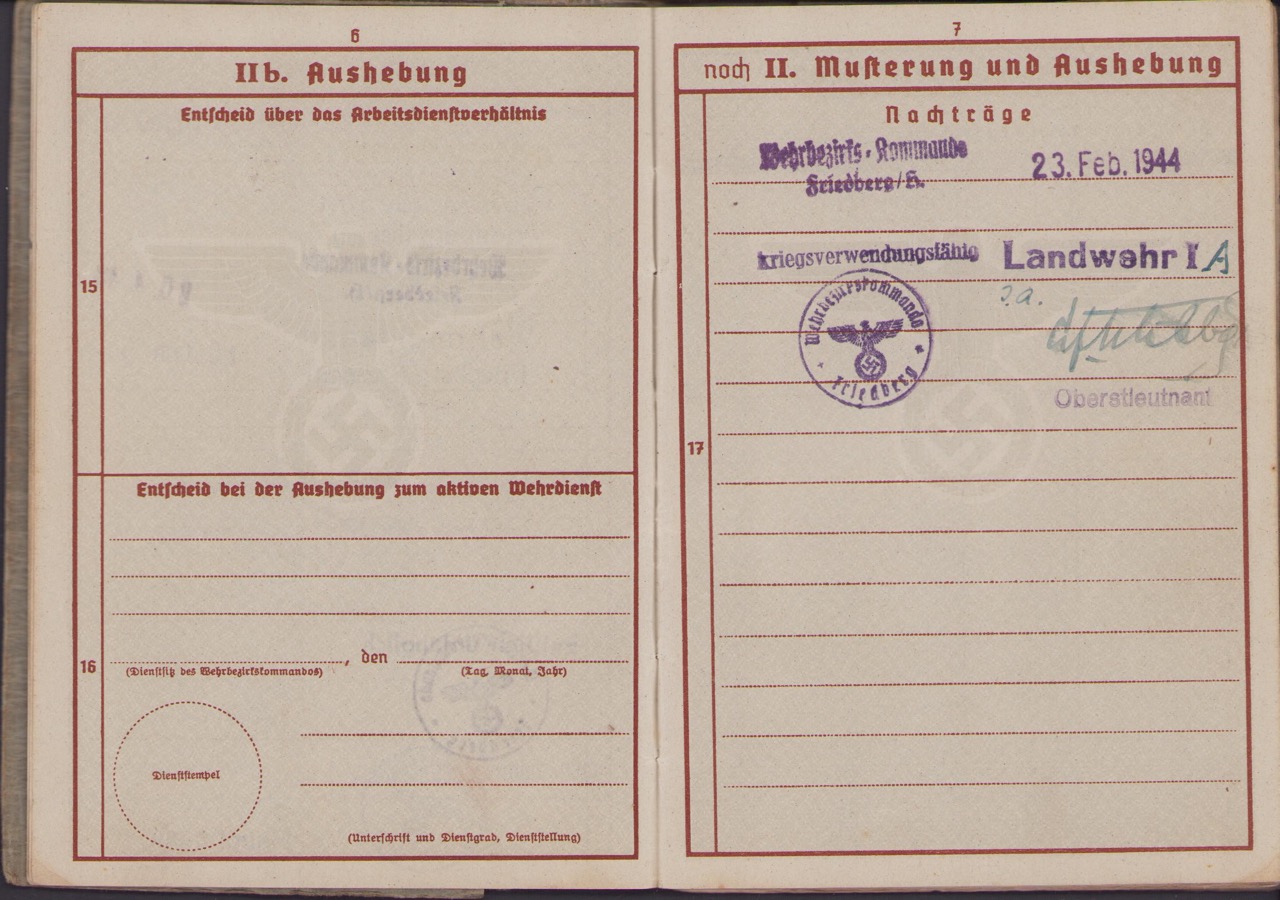 6
IIb. Aushebung
Entscheid über das Arbeitsdienstverhältnis
15
Entscheid bei der Aushebung zum aktiven Wehrdienst
16
, den
(Dienstsitz des Wehrbezirkskommandos) (Tag, Monat, Jahr)
Dienststempel
(Unterschrift und Dienstgrad, Dienststellung)
7
noch II. Musterung und Aushebung
Nachträge
Wehrbezirks-Kommando
Friedberg/H.
23. Feb. 1944
kriegsverwendungsfähig Landwehr I A
Wehrbezirkskommando
Friedberg
Oberstleutnant
17